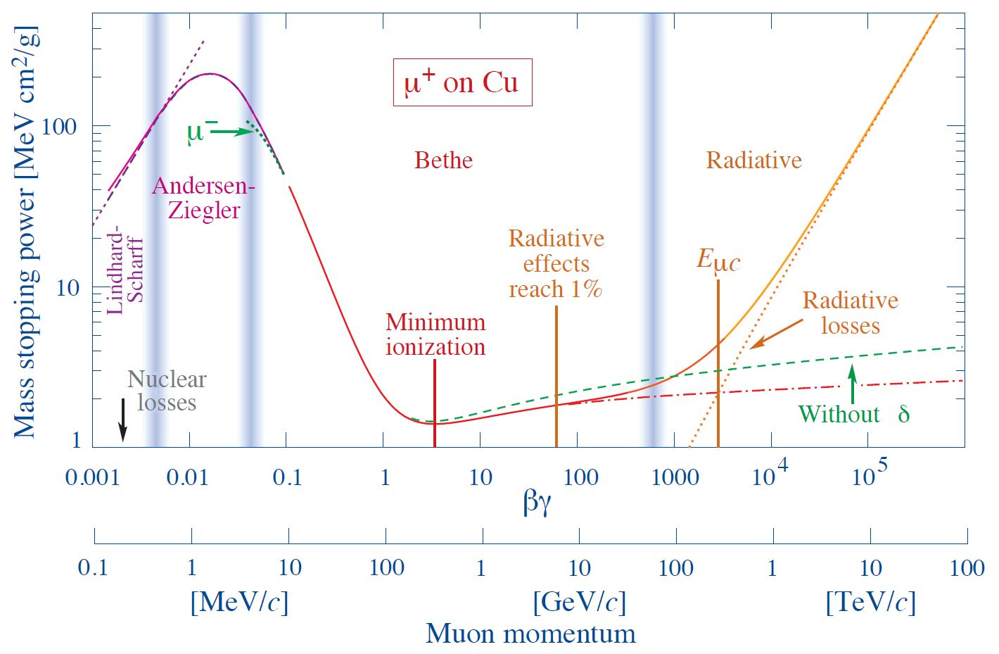 Mass stopping power [MeV cm²/g]
100
10
1
μ⁺ on Cu
μ⁻
Andersen-
Ziegler
Lindhard-
Scharff
Bethe
Radiative
Radiative
effects
reach 1%
Eμc
Minimum
ionization
Radiative
losses
Nuclear
losses
Without δ
0.001 0.01 0.1 1 10 100 1000 10⁴ 10⁵
βγ
0.1 1 10 100 1 10 100 1 10 100
[MeV/c] [GeV/c] [TeV/c]
Muon momentum